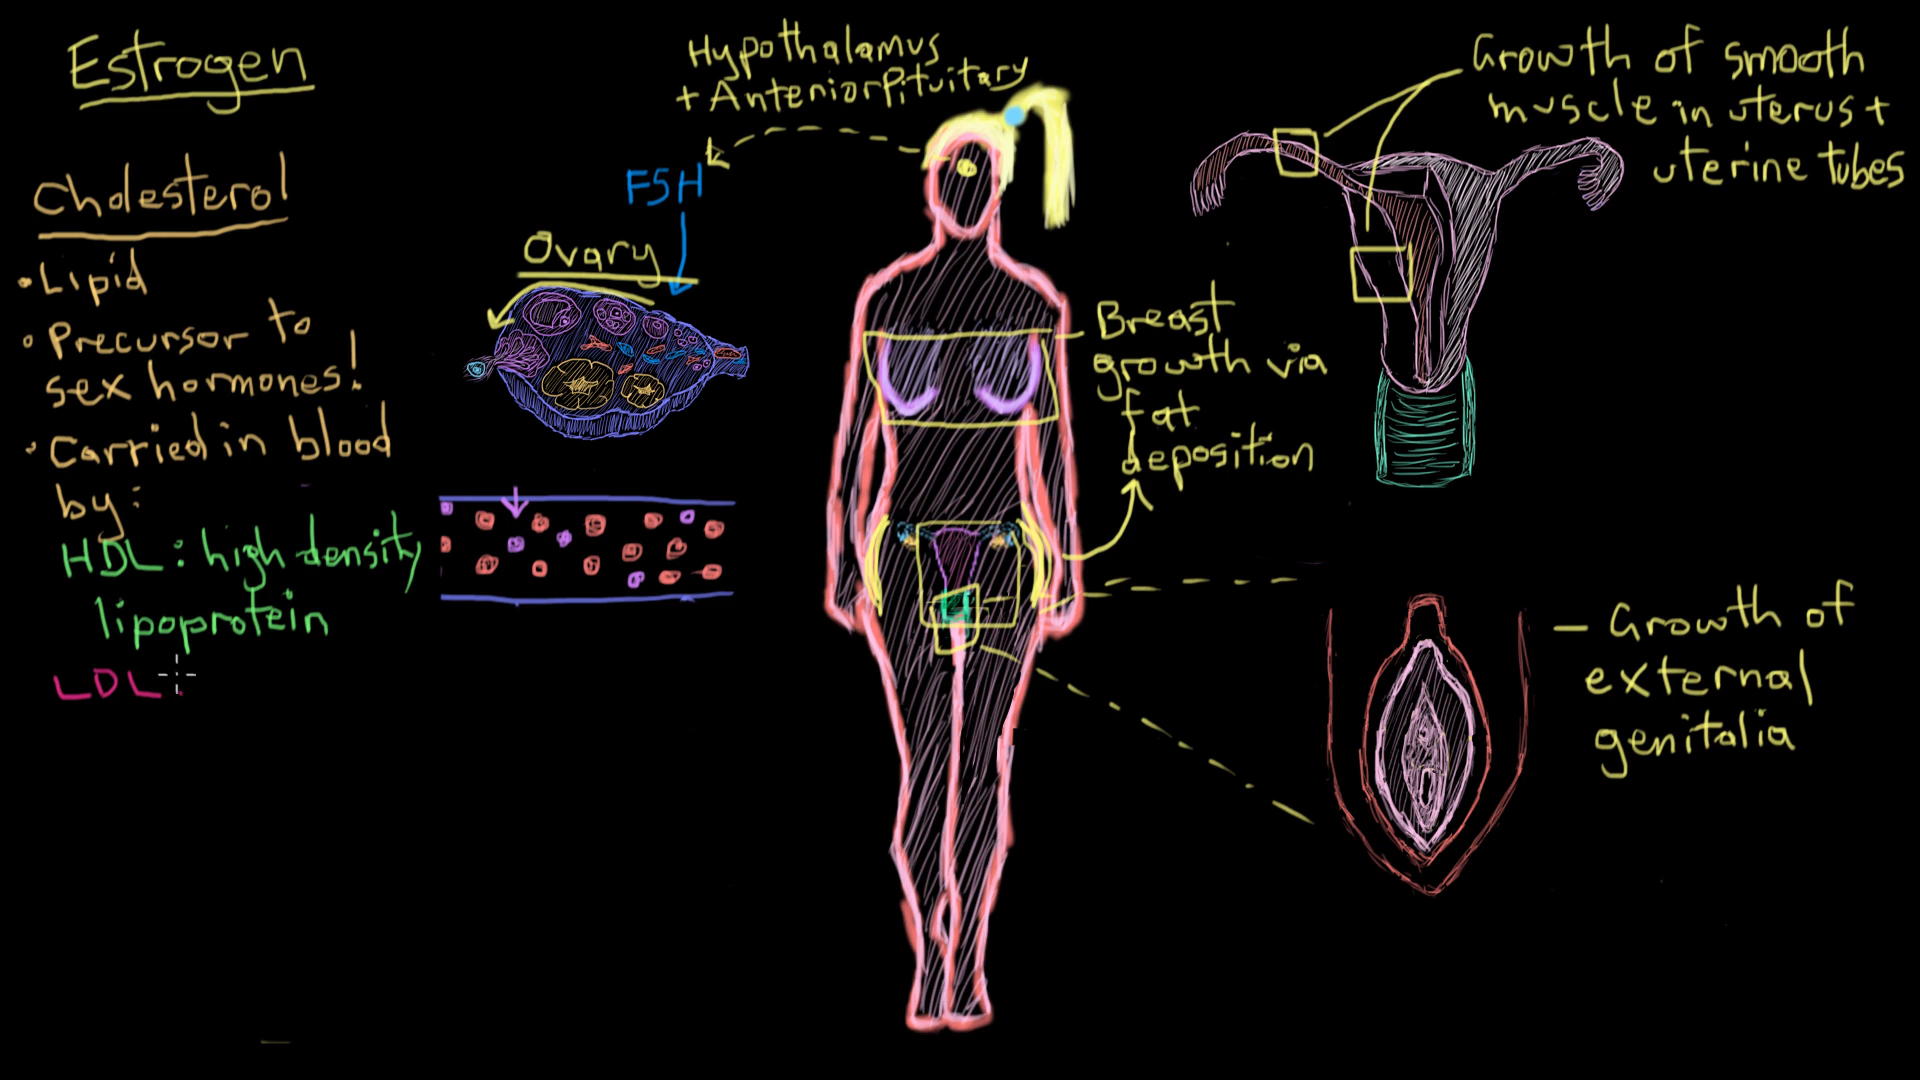 Estrogen
Cholesterol
• Lipid
• Precursor to
sex hormones!
• Carried in blood
by:
HDL: high density
lipoprotein
LDL:
Hypothalamus
+ Anterior Pituitary
FSH
Ovary
Breast
growth via
fat
deposition
Growth of smooth
muscle in uterus +
uterine tubes
– Growth of
external
genitalia